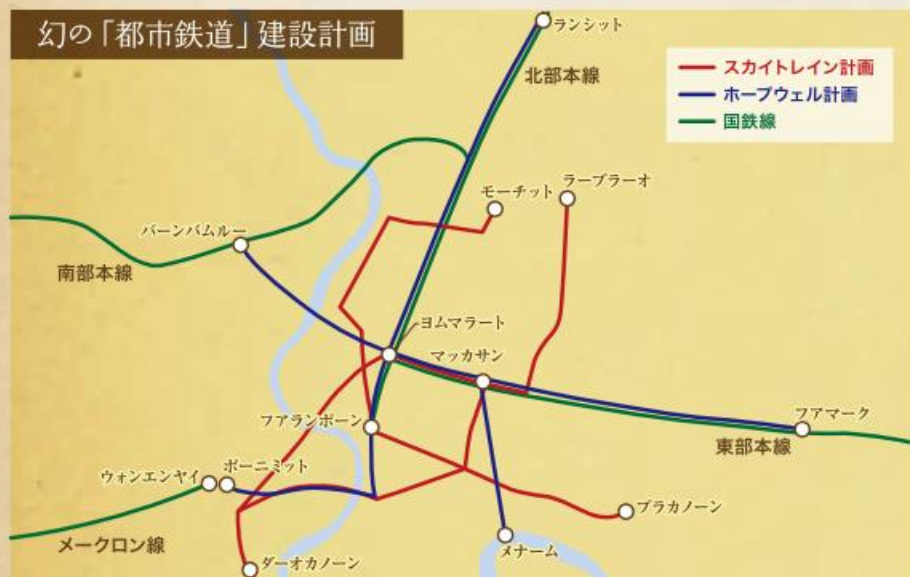 幻の「都市鉄道」建設計画
ランシット
北部本線
スカイトレイン計画
ホープウェル計画
国鉄線
モーチット
ラープラーオ
バーンバムルー
南部本線
ヨムマラート
マッカサン
フアランポーン
フアマーク
東部本線
ウォンエンヤイ
ポーニミット
プラカノーン
メークロン線
メナーム
ダーオカノーン